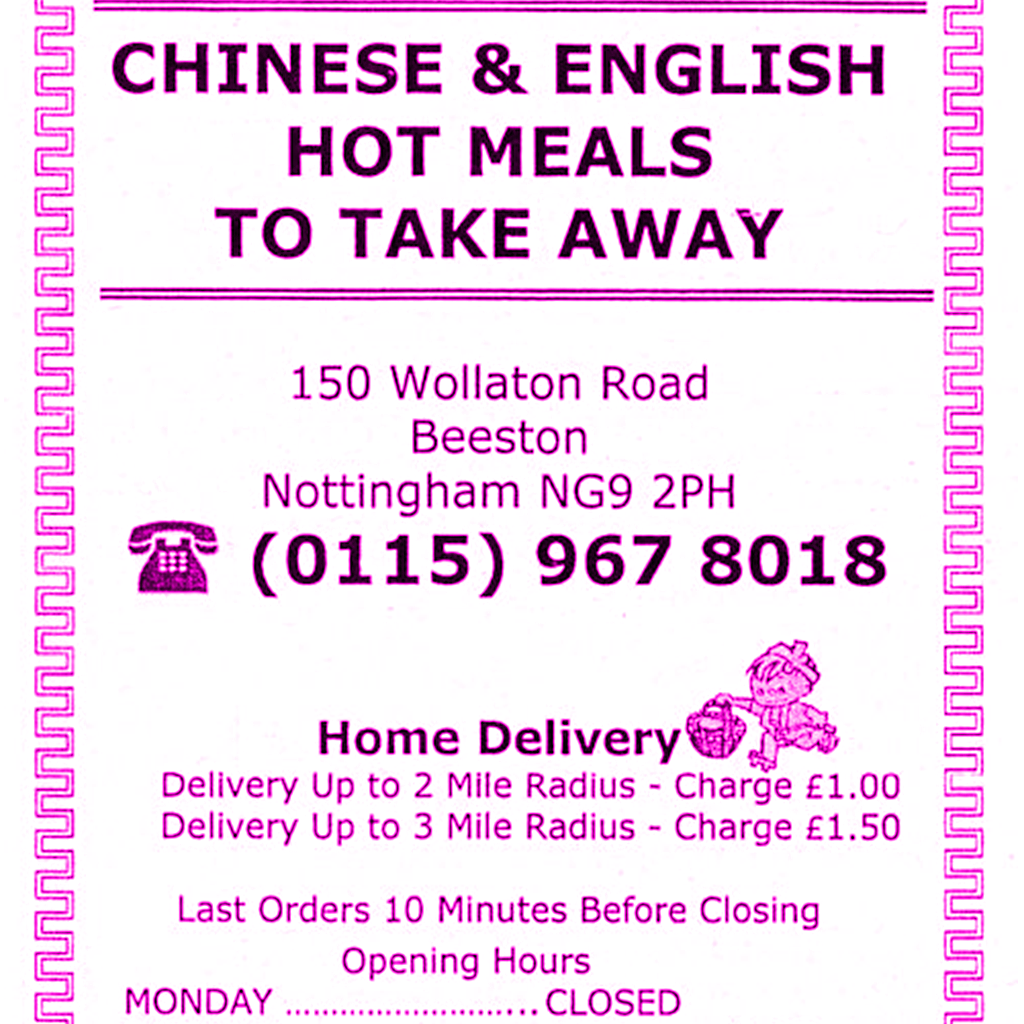 CHINESE & ENGLISH
HOT MEALS
TO TAKE AWAY
150 Wollaton Road
Beeston
Nottingham NG9 2PH
(0115) 967 8018
Home Delivery
Delivery Up to 2 Mile Radius - Charge £1.00
Delivery Up to 3 Mile Radius - Charge £1.50
Last Orders 10 Minutes Before Closing
Opening Hours
MONDAY ............................ CLOSED